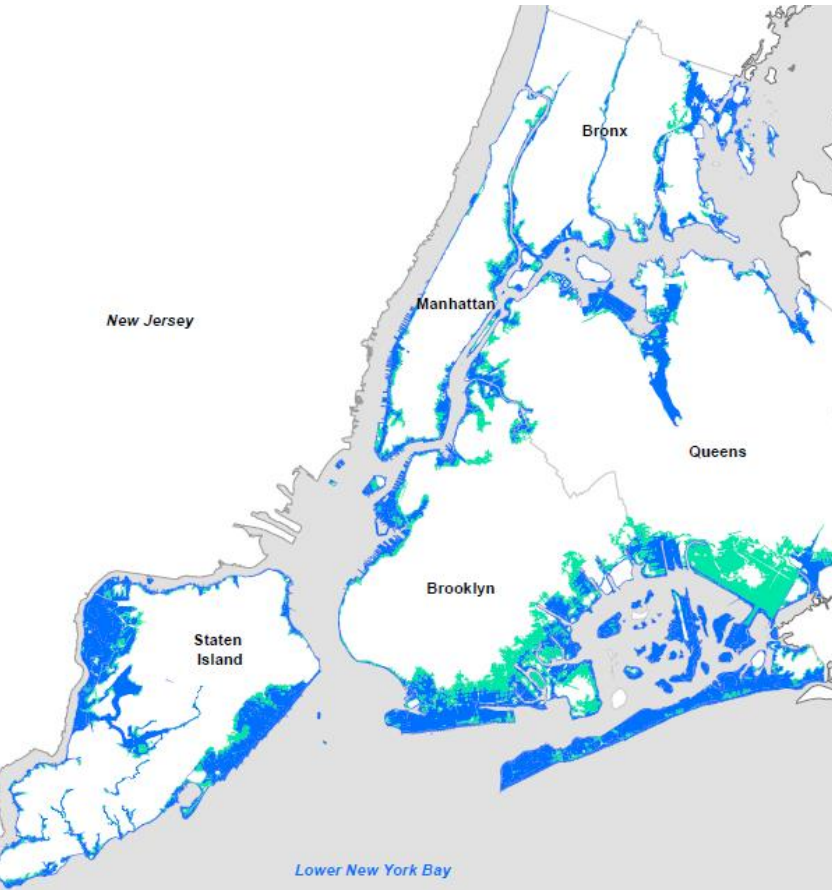 Bronx
Manhattan
New Jersey
Queens
Brooklyn
Staten
Island
Lower New York Bay